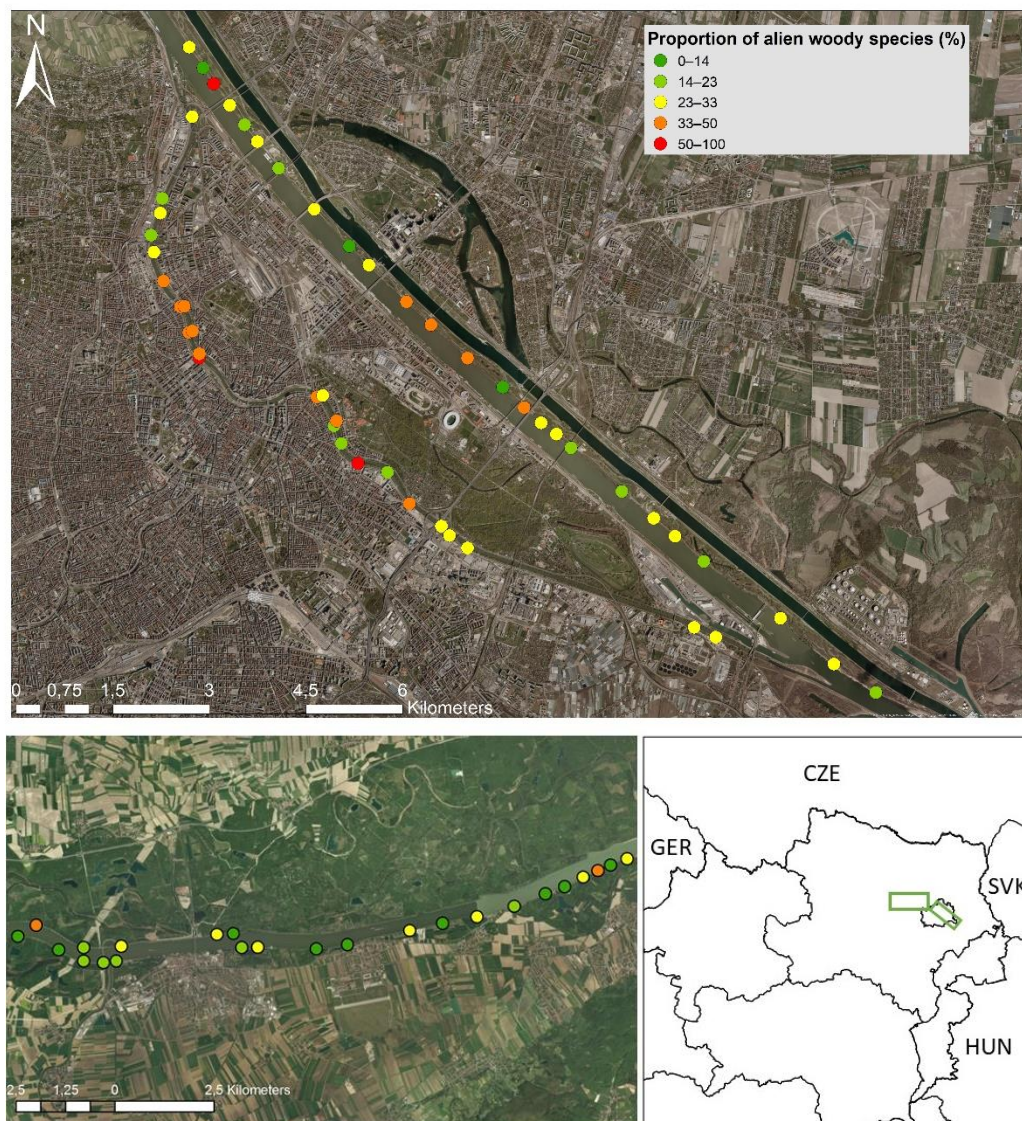 N
Proportion of alien woody species (%)
0–14
14–23
23–33
33–50
50–100
0 0,75 1,5 3 4,5 6
Kilometers
2,5 1,25 0 2,5 Kilometers
CZE
GER
SVK
HUN